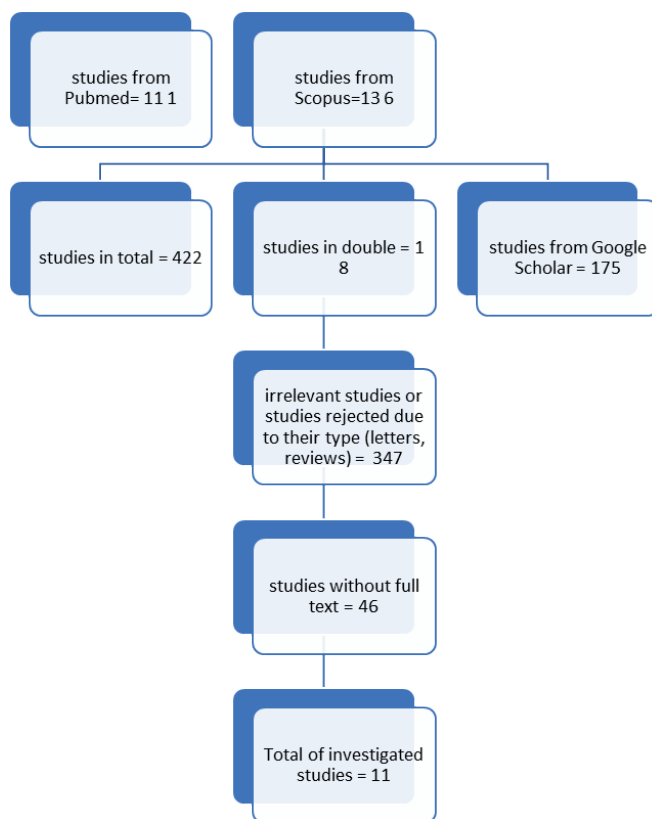 studies from
Pubmed= 11 1
studies from
Scopus=13 6
studies in total = 422
studies in double = 1
8
studies from Google
Scholar = 175
irrelevant studies or
studies rejected due
to their type (letters,
reviews) = 347
studies without full
text = 46
Total of investigated
studies = 11